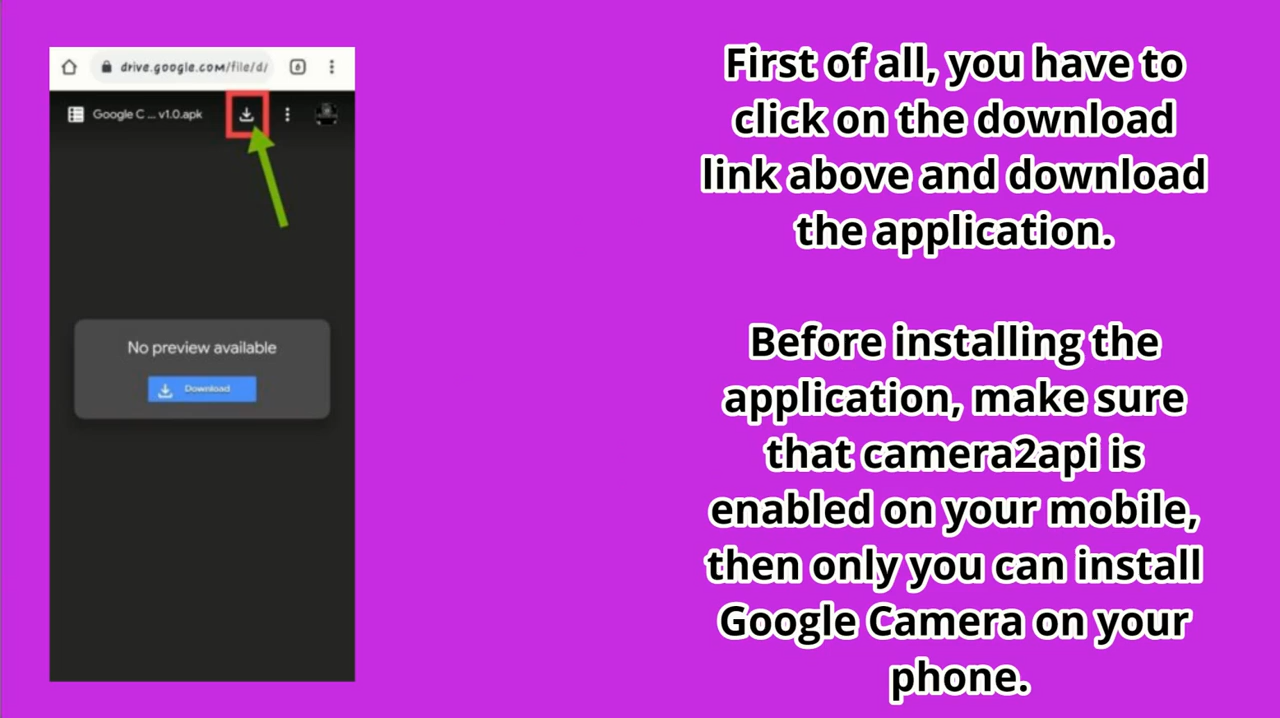 drive.google.com/file/d/
6
Google C ... v1.0.apk
No preview available
Download
First of all, you have to
click on the download
link above and download
the application.
Before installing the
application, make sure
that camera2api is
enabled on your mobile,
then only you can install
Google Camera on your
phone.